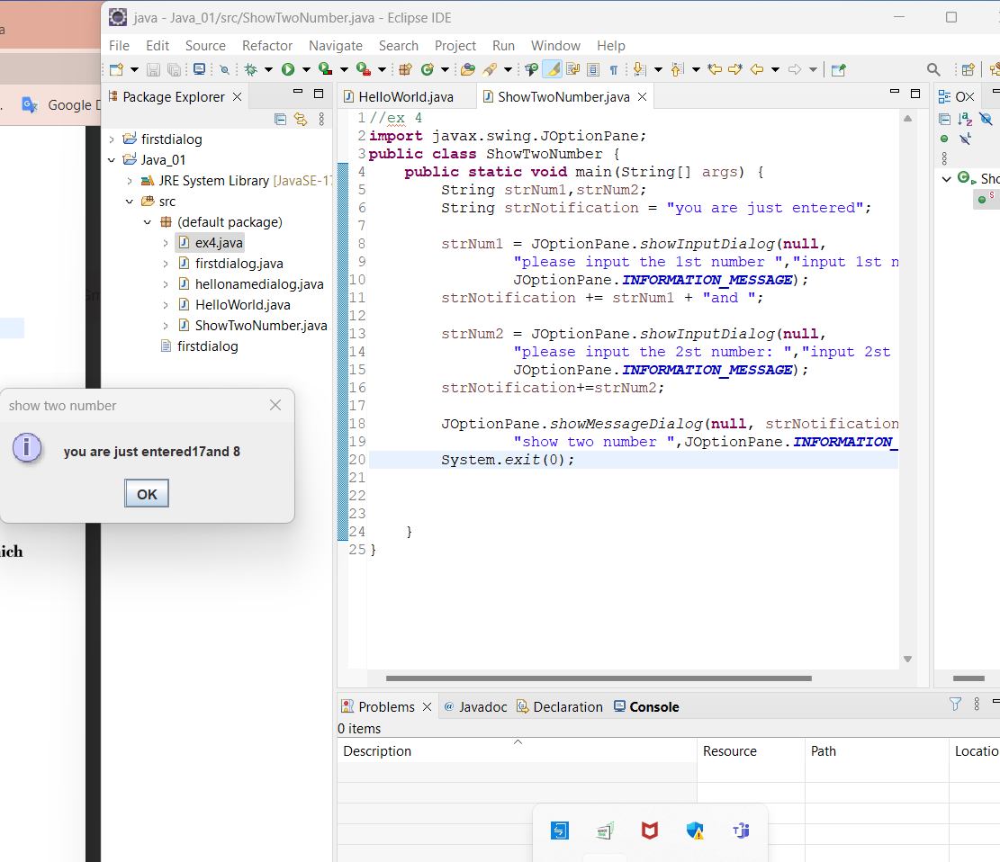 java - Java_01/src/ShowTwoNumber.java - Eclipse IDE
File Edit Source Refactor Navigate Search Project Run Window Help
Google
Package Explorer
firstdialog
Java_01
JRE System Library [JavaSE-17
src
(default package)
ex4.java
firstdialog.java
hellonamedialog.java
HelloWorld.java
ShowTwoNumber.java
firstdialog
show two number
you are just entered17and 8
OK
ich
HelloWorld.java ShowTwoNumber.java
1 //ex 4
2 import javax.swing.JOptionPane;
3 public class ShowTwoNumber {
4 public static void main(String[] args) {
5 String strNum1,strNum2;
6 String strNotification = "you are just entered";
7
8 strNum1 = JOptionPane.showInputDialog(null,
9 "please input the 1st number ","input 1st n
10 JOptionPane.INFORMATION_MESSAGE);
11 strNotification += strNum1 + "and ";
12
13 strNum2 = JOptionPane.showInputDialog(null,
14 "please input the 2st number: ","input 2st
15 JOptionPane.INFORMATION_MESSAGE);
16 strNotification+=strNum2;
17
18 JOptionPane.showMessageDialog(null, strNotification
19 "show two number ",JOptionPane.INFORMATION_
20 System.exit(0);
21
22
23
24 }
25 }
Sho
Problems @ Javadoc Declaration Console
0 items
Description Resource Path Locatio